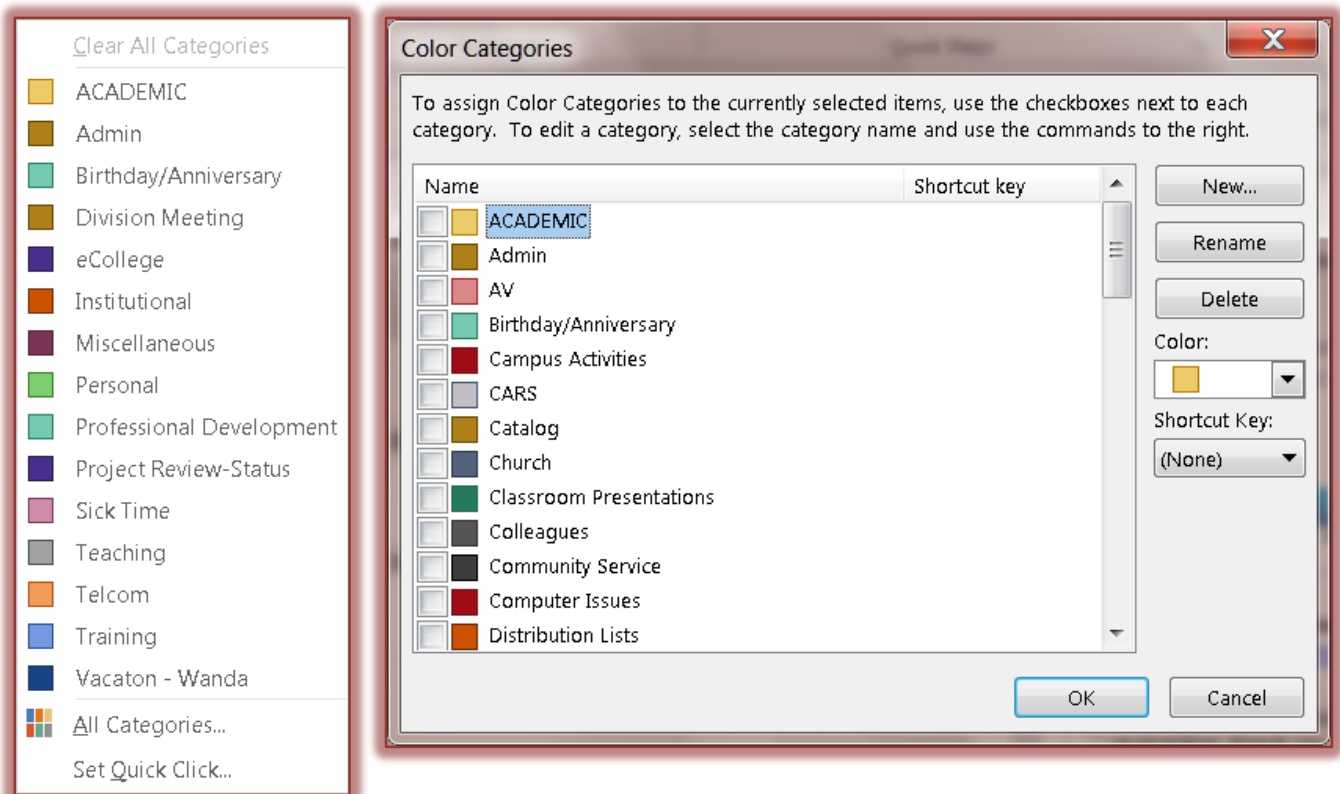 Clear All Categories
ACADEMIC
Admin
Birthday/Anniversary
Division Meeting
eCollege
Institutional
Miscellaneous
Personal
Professional Development
Project Review-Status
Sick Time
Teaching
Telcom
Training
Vacaton - Wanda
All Categories...
Set Quick Click...
Color Categories
Quick Steps
To assign Color Categories to the currently selected items, use the checkboxes next to each
category. To edit a category, select the category name and use the commands to the right.
Name Shortcut key
ACADEMIC
Admin
AV
Birthday/Anniversary
Campus Activities
CARS
Catalog
Church
Classroom Presentations
Colleagues
Community Service
Computer Issues
Distribution Lists
New...
Rename
Delete
Color:
Shortcut Key:
(None)
OK Cancel